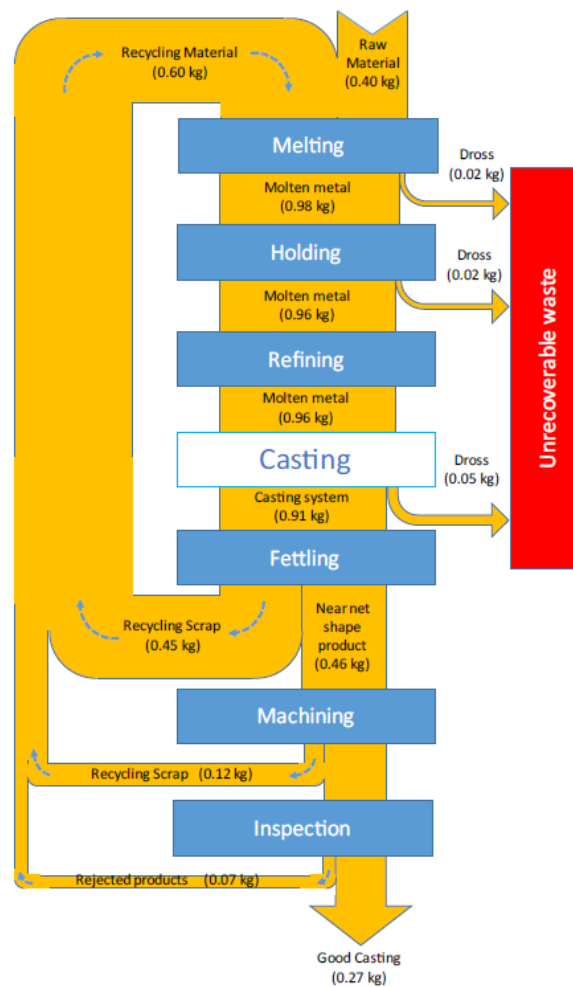 Recycling Material
(0.60 kg)
Raw
Material
(0.40 kg)
Melting
Dross
(0.02 kg)
Molten metal
(0.98 kg)
Holding
Dross
(0.02 kg)
Molten metal
(0.96 kg)
Refining
Molten metal
(0.96 kg)
Casting
Dross
(0.05 kg)
Unrecoverable waste
Casting system
(0.91 kg)
Fettling
Near net
shape
product
(0.46 kg)
Recycling Scrap
(0.45 kg)
Machining
Recycling Scrap (0.12 kg)
Inspection
Rejected products (0.07 kg)
Good Casting
(0.27 kg)